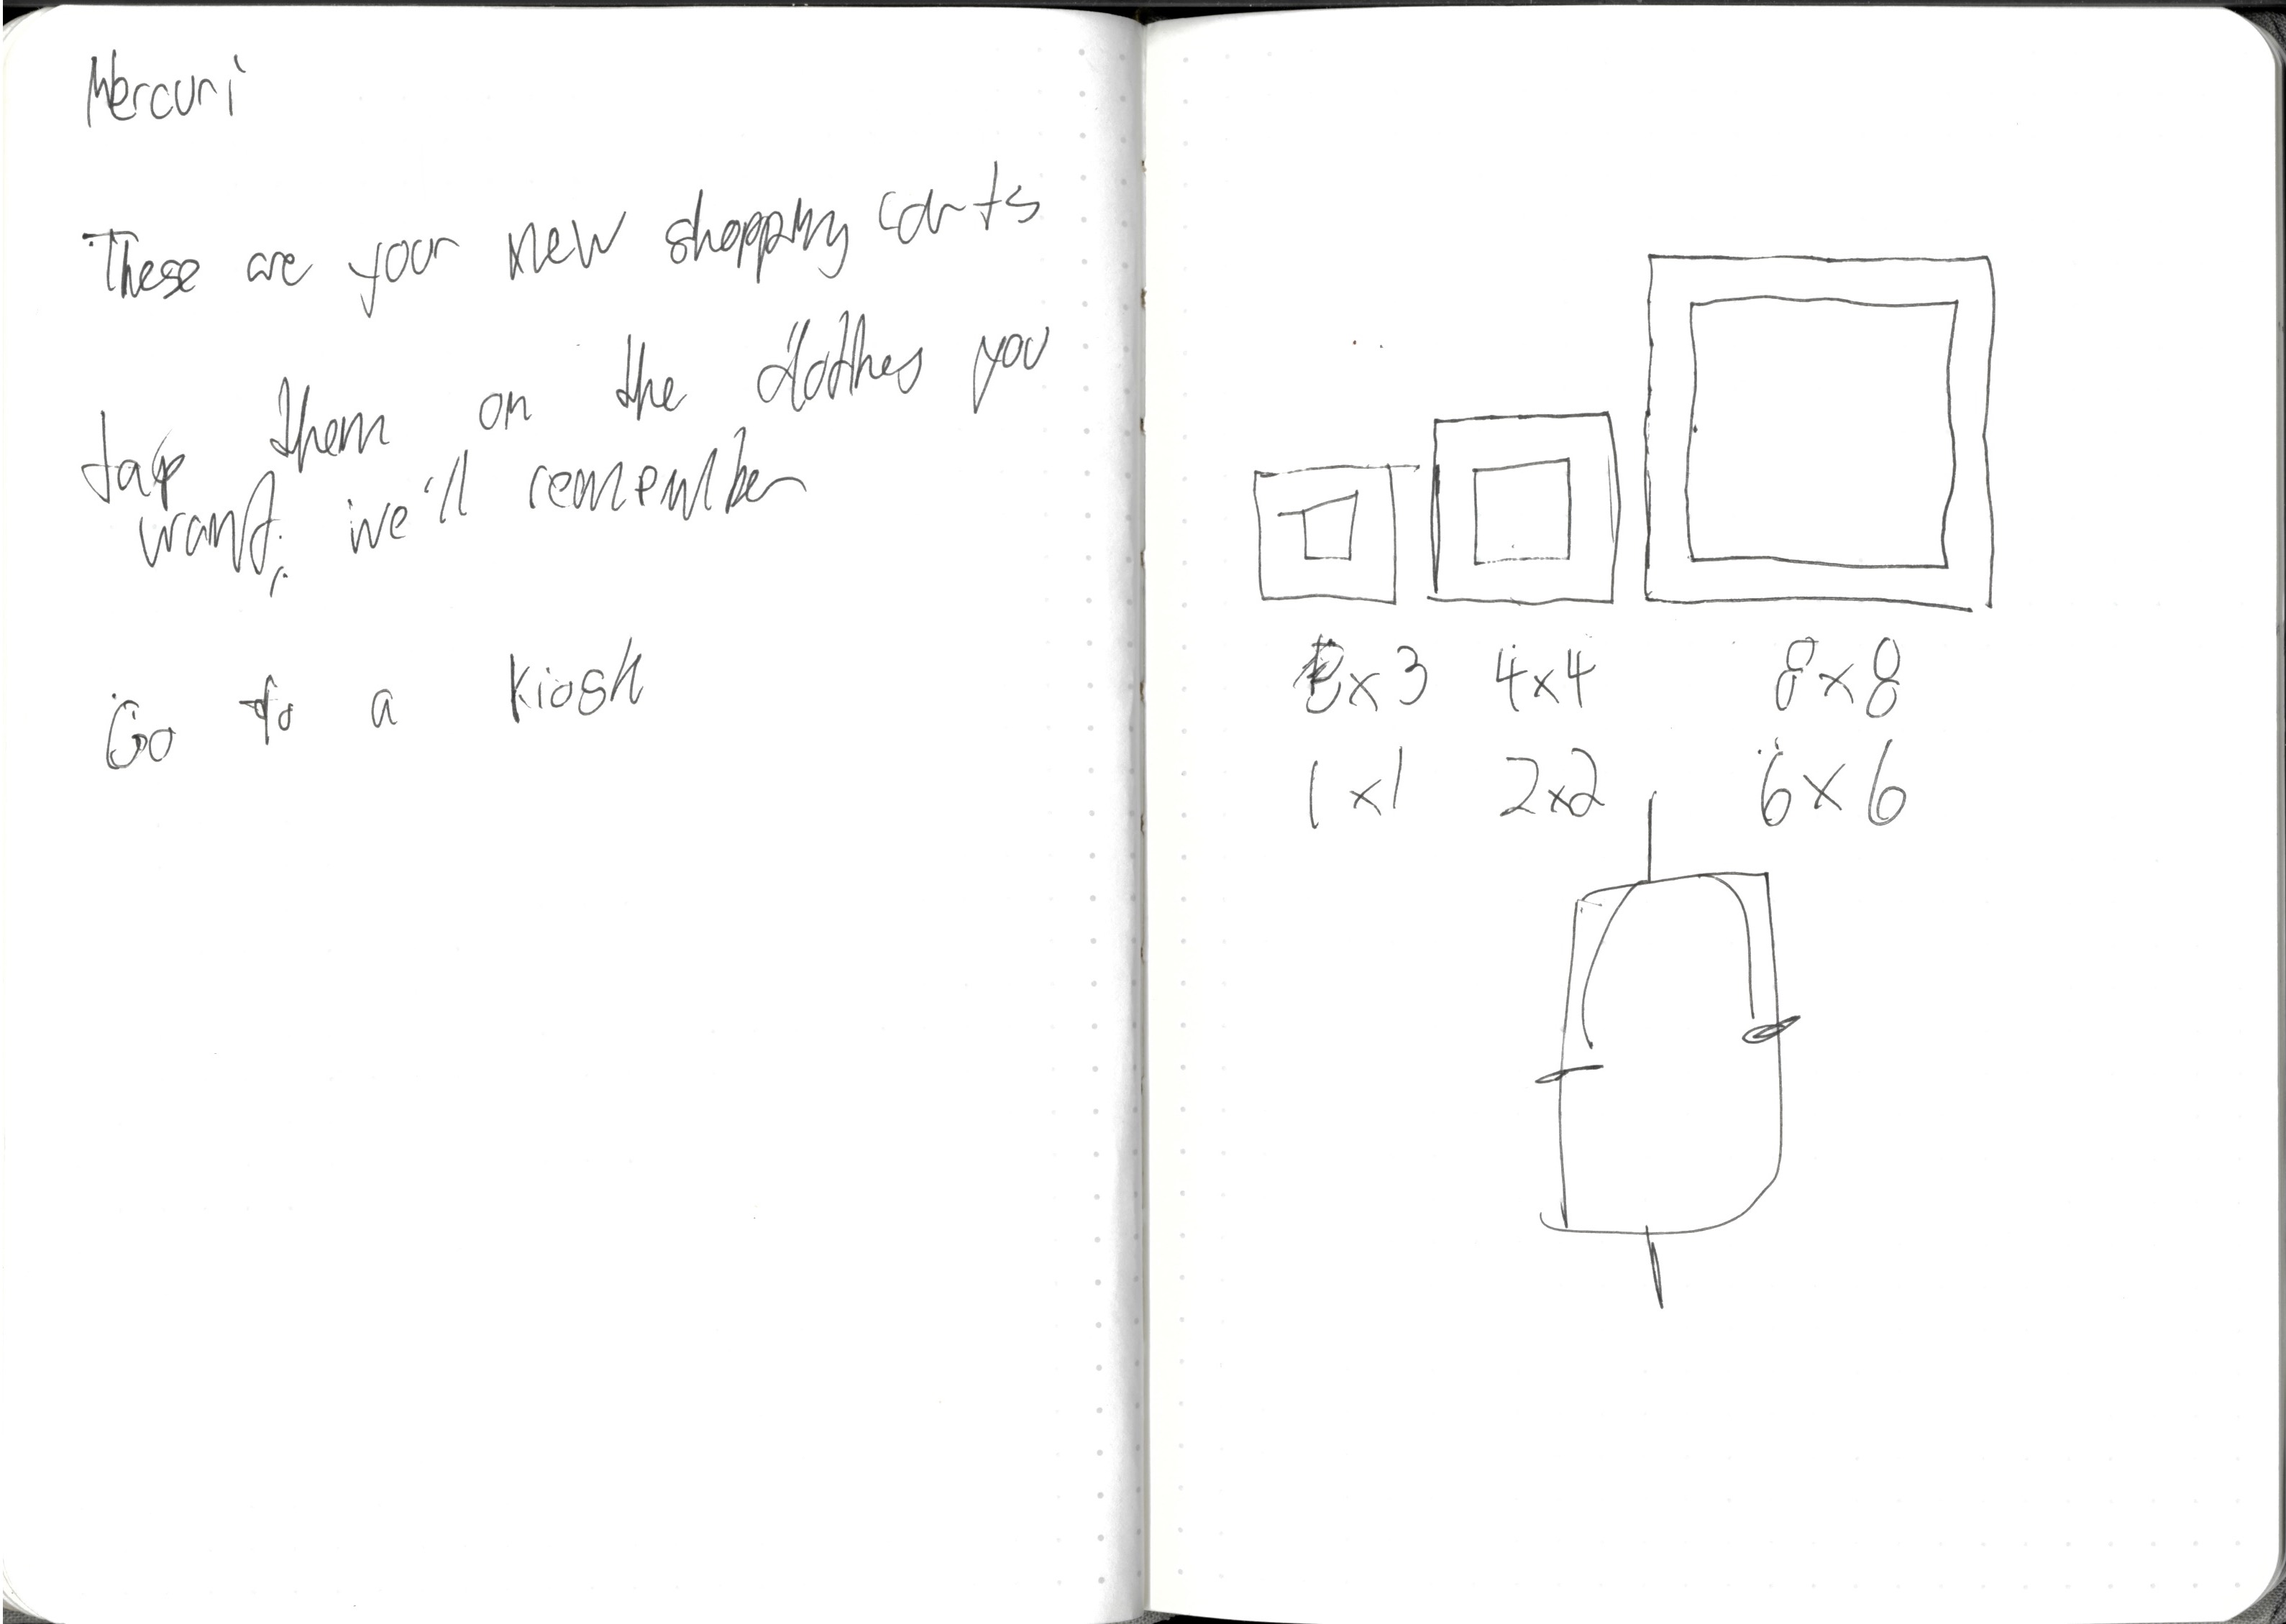 Mercuri
These are your new shopping carts
tap them on the clothes you
want, we'll remember
Go to a kiosk
3x3 4x4 8x8
1x1 2x2 6x6